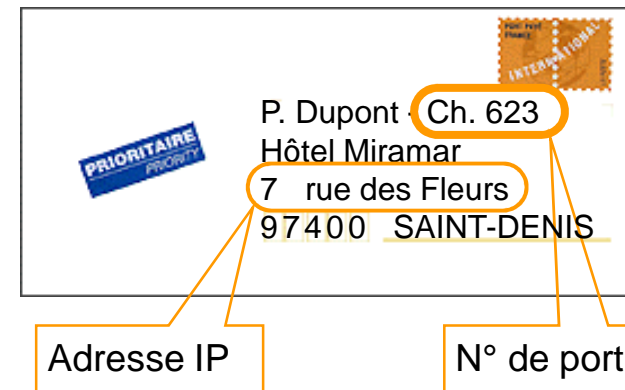 INTERNATIONAL
P. Dupont - Ch. 623
PRIORITAIRE
PRIORITY
Hôtel Miramar
7 rue des Fleurs
97400 SAINT-DENIS
Adresse IP
N° de port